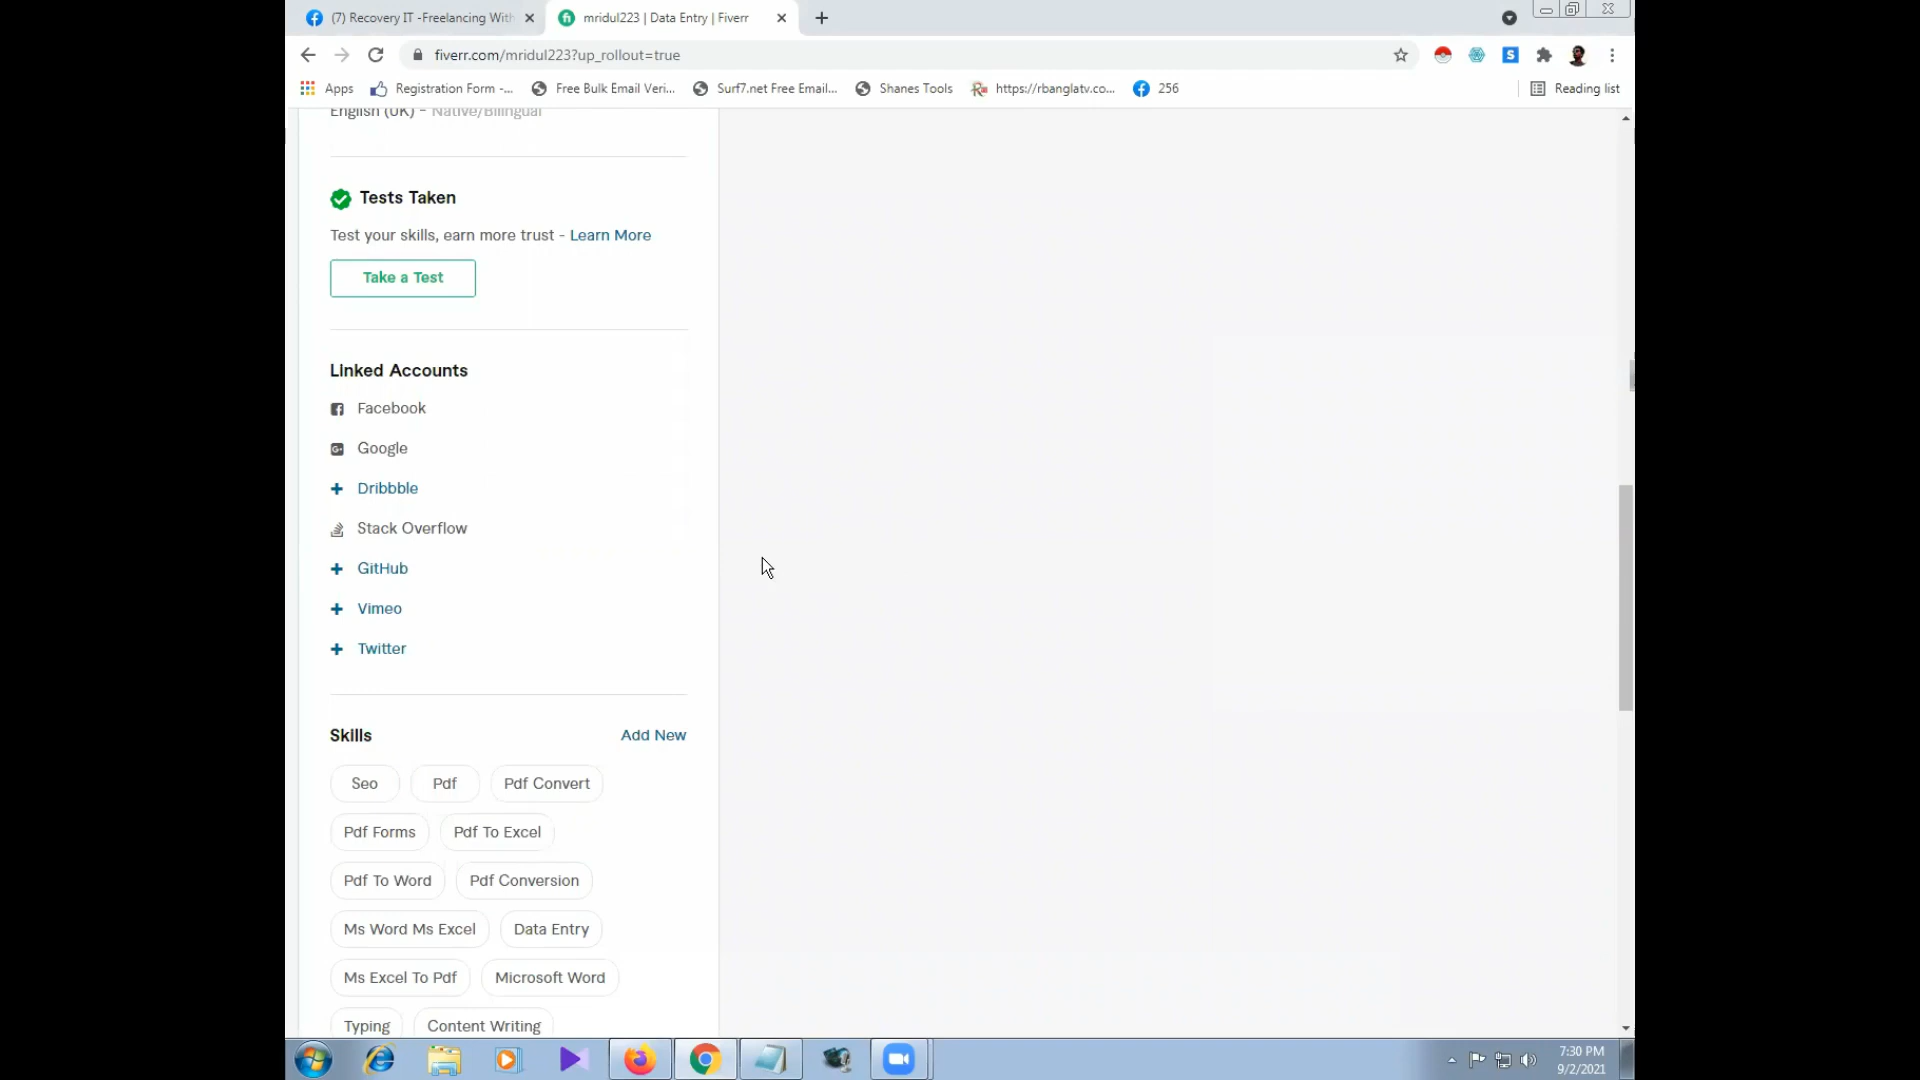 (7) Recovery IT -Freelancing With
mridul223 | Data Entry | Fiverr
fiverr.com/mridul223?up_rollout=true
Apps
Registration Form -...
Free Bulk Email Veri...
Surf7.net Free Email...
Shanes Tools
https://rbanglatv.co...
256
Reading list
English (UK) - Native/Bilingual
Tests Taken
Test your skills, earn more trust - Learn More
Take a Test
Linked Accounts
Facebook
Google
Dribbble
Stack Overflow
GitHub
Vimeo
Twitter
Skills Add New
Seo Pdf Pdf Convert
Pdf Forms Pdf To Excel
Pdf To Word Pdf Conversion
Ms Word Ms Excel Data Entry
Ms Excel To Pdf Microsoft Word
Typing Content Writing
7:30 PM
9/2/2021